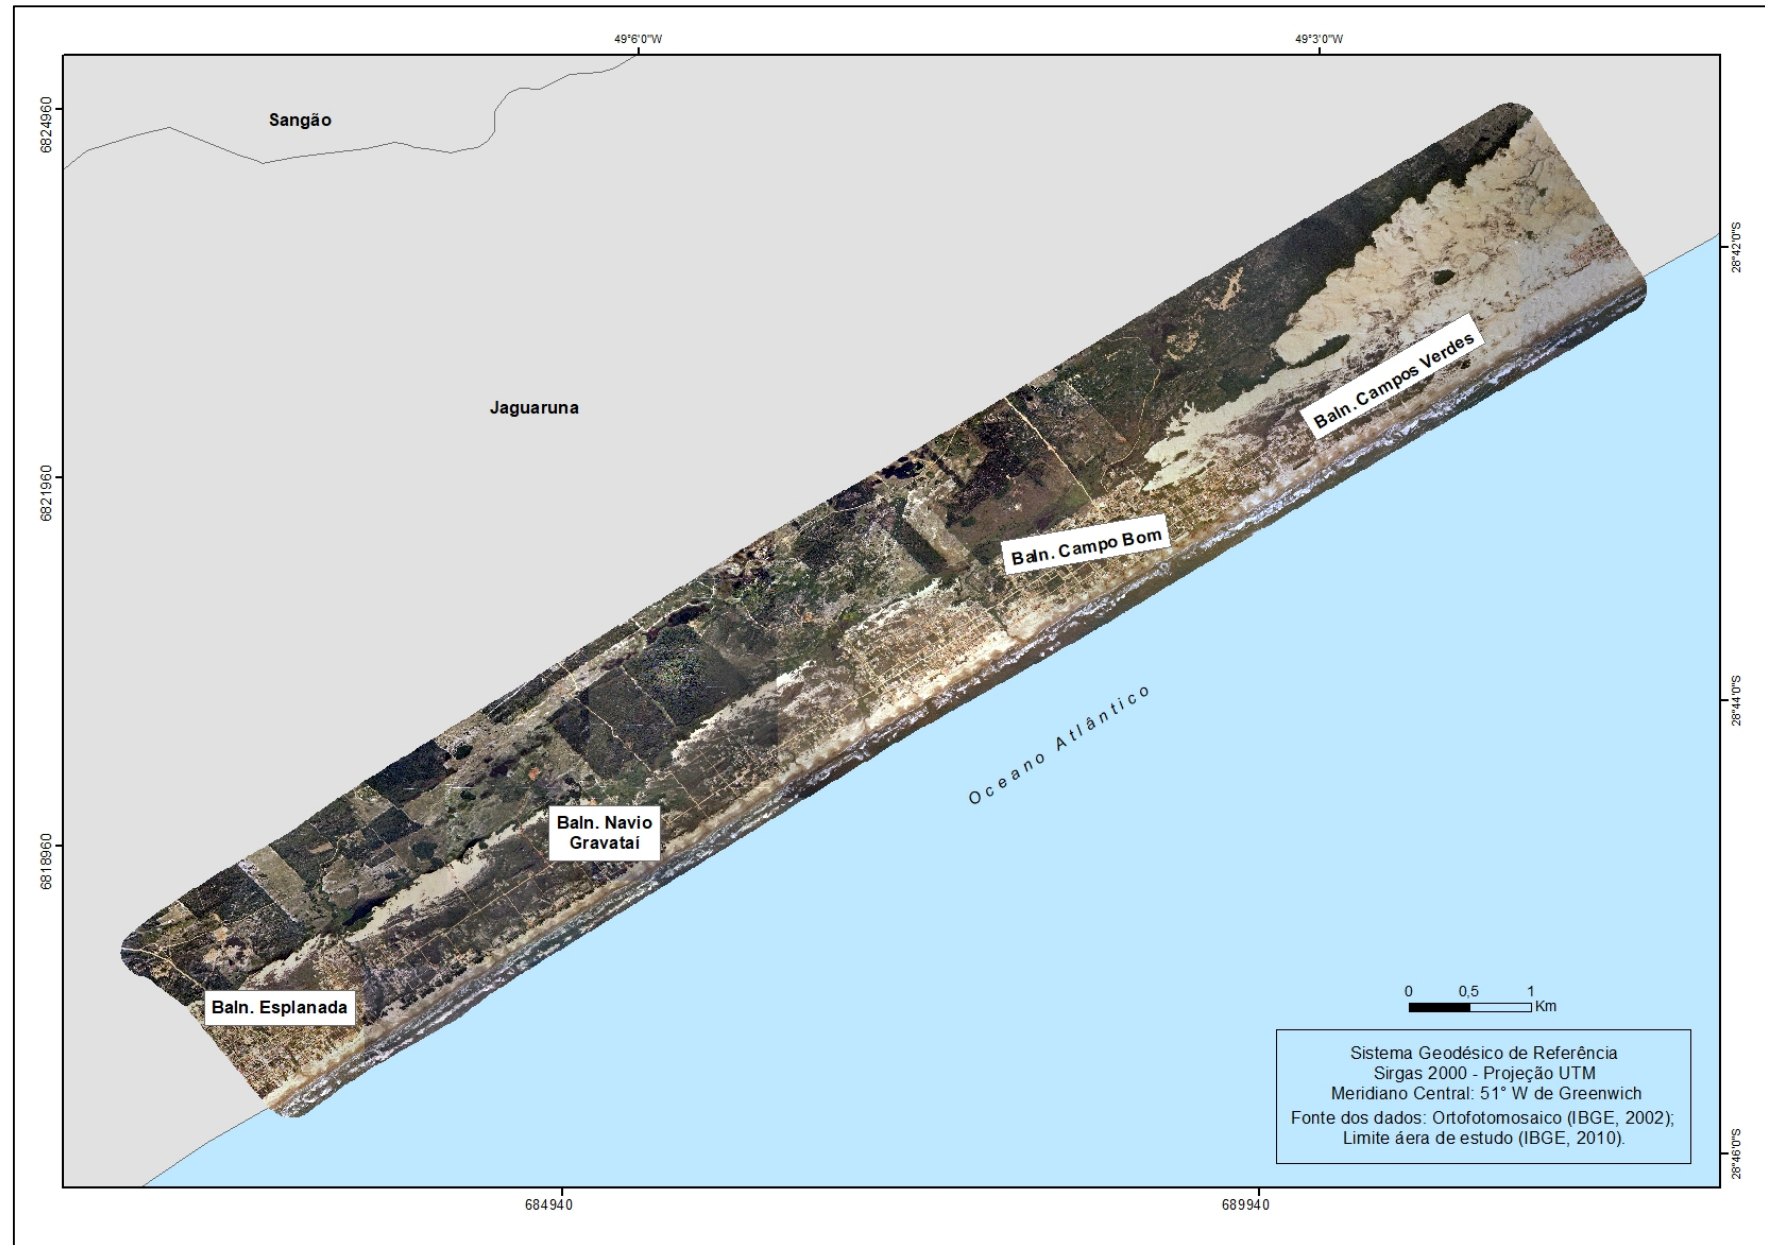 49°6'0"W
49°3'0"W
6824960
Sangão
28°42'0"S
Baln. Campos Verdes
Jaguaruna
6821960
Baln. Campo Bom
Oceano Atlântico
28°44'0"S
Baln. Navio
Gravataí
6818960
Baln. Esplanada
0 0,5 1
Km
Sistema Geodésico de Referência
Sirgas 2000 - Projeção UTM
Meridiano Central: 51° W de Greenwich
Fonte dos dados: Ortofotomosaico (IBGE, 2002);
Limite áera de estudo (IBGE, 2010).
28°46'0"S
684940
689940